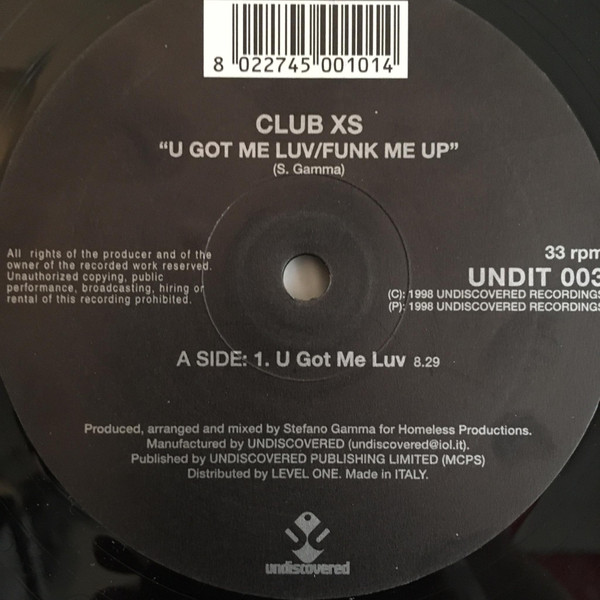 8 022745 001014
CLUB XS
“U GOT ME LUV/FUNK ME UP”
(S. Gamma)
All rights of the producer and of the
owner of the recorded work reserved.
Unauthorized copying, public
performance, broadcasting, hiring or
rental of this recording prohibited.
33 rpm
UNDIT 003
(C): 1998 UNDISCOVERED RECORDINGS
(P): 1998 UNDISCOVERED RECORDINGS
A SIDE: 1. U Got Me Luv 8.29
Produced, arranged and mixed by Stefano Gamma for Homeless Productions.
Manufactured by UNDISCOVERED (undiscovered@iol.it).
Published by UNDISCOVERED PUBLISHING LIMITED (MCPS)
Distributed by LEVEL ONE. Made in ITALY.
undiscovered